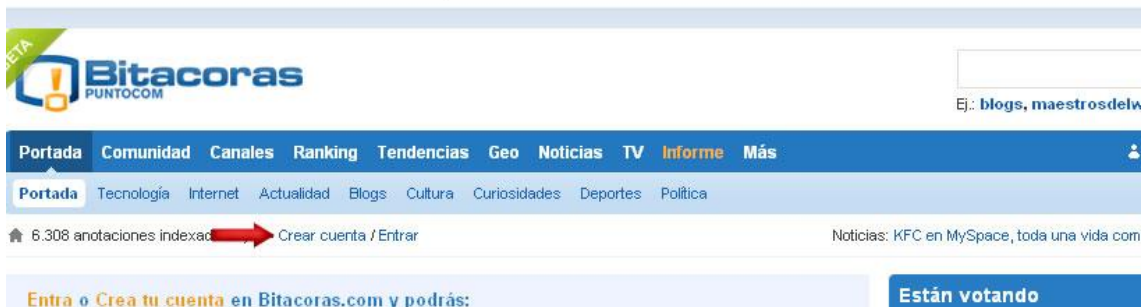 BETA
Bitacoras
PUNTOCOM
Ej.: blogs, maestrosdelw
Portada Comunidad Canales Ranking Tendencias Geo Noticias TV Informe Más
Portada Tecnología Internet Actualidad Blogs Cultura Curiosidades Deportes Política
6.308 anotaciones Crear cuenta / Entrar
Noticias: KFC en MySpace, toda una vida com
Entra o Crea tu cuenta en Bitacoras.com y podrás:
Están votando